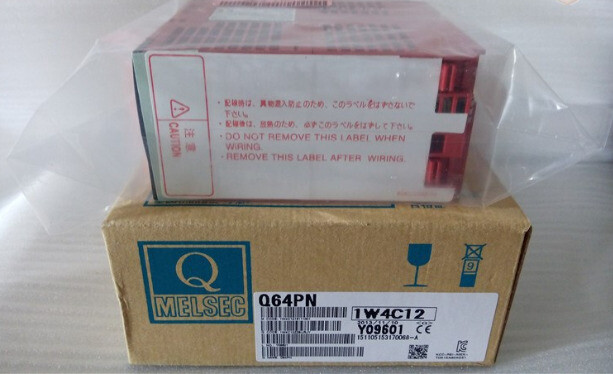 ・配線時は、異物混入防止のため、このラベルをはずさないで
下さい。
・配線後は、放熱のため、必ずこのラベルをはずして下さい。
・DO NOT REMOVE THIS LABEL WHEN
WIRING.
・REMOVE THIS LABEL AFTER WIRING.
CAUTION
注意
Q
MELSEC
9
Q64PN
1W4C12
Y09601 CE